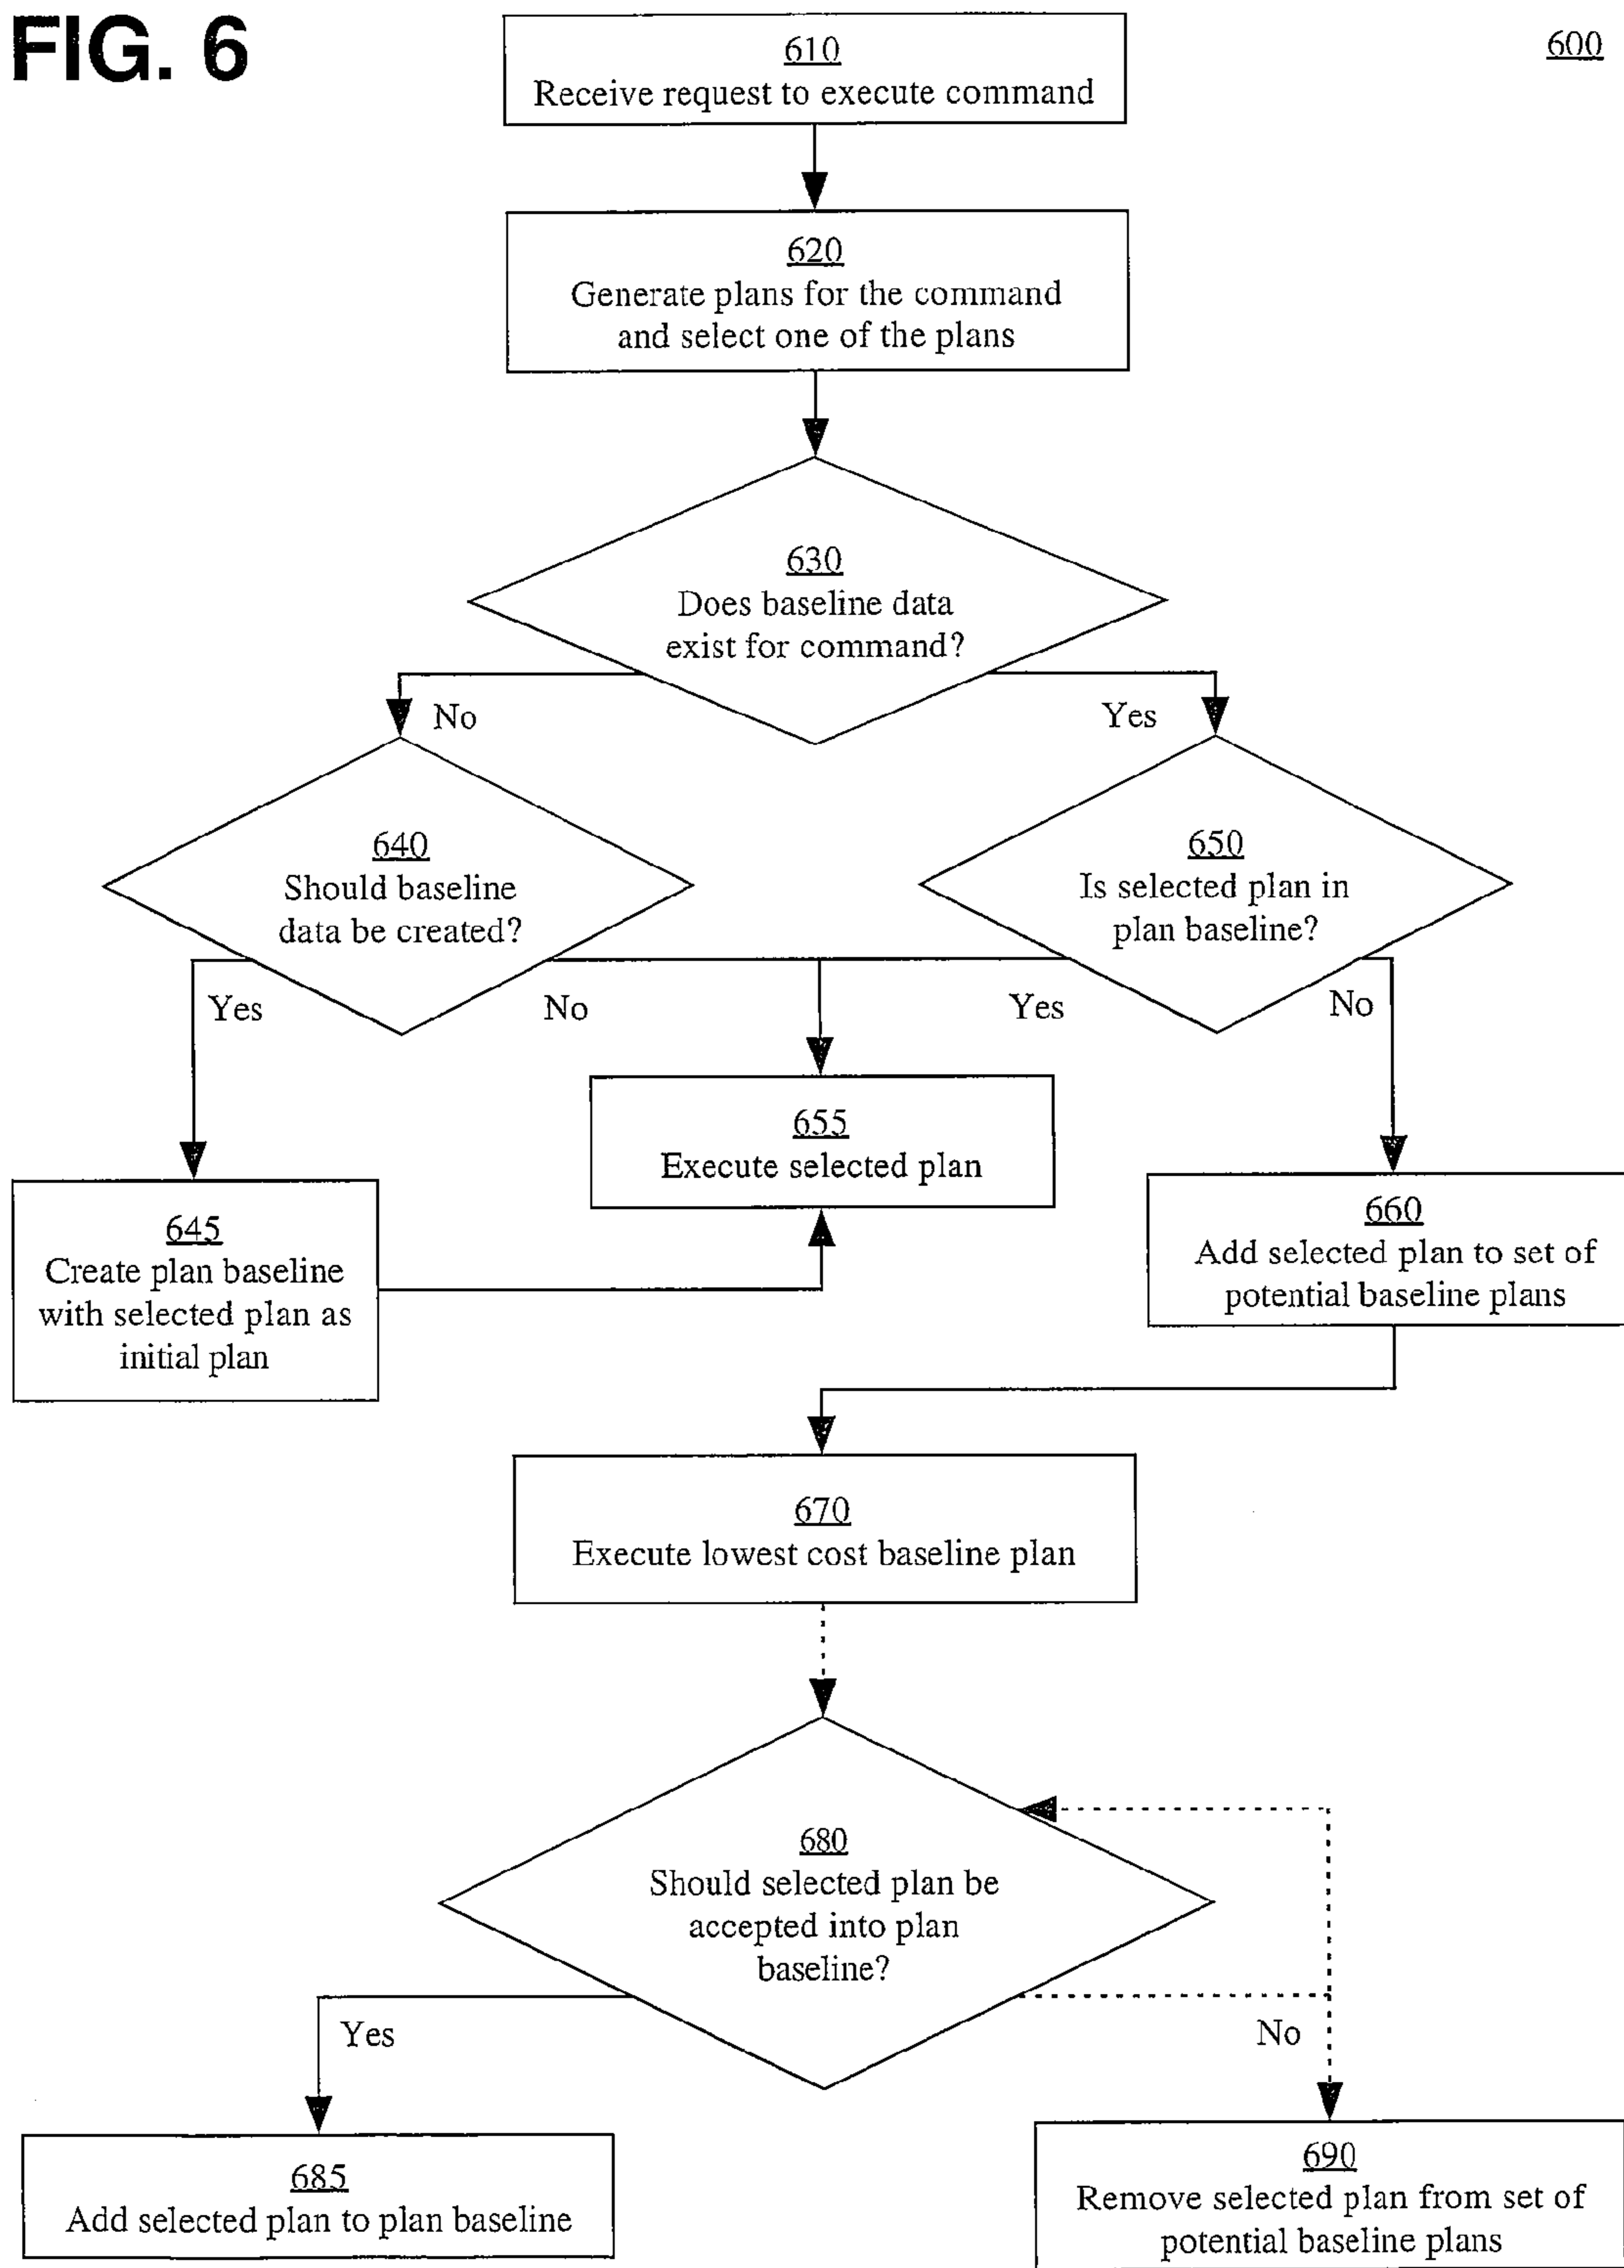 FIG. 6
600
610
Receive request to execute command
620
Generate plans for the command
and select one of the plans
630
Does baseline data
exist for command?
No
Yes
640
Should baseline
data be created?
650
Is selected plan in
plan baseline?
Yes
No
Yes
No
655
Execute selected plan
645
Create plan baseline
with selected plan as
initial plan
660
Add selected plan to set of
potential baseline plans
670
Execute lowest cost baseline plan
680
Should selected plan be
accepted into plan
baseline?
Yes
No
685
Add selected plan to plan baseline
690
Remove selected plan from set of
potential baseline plans